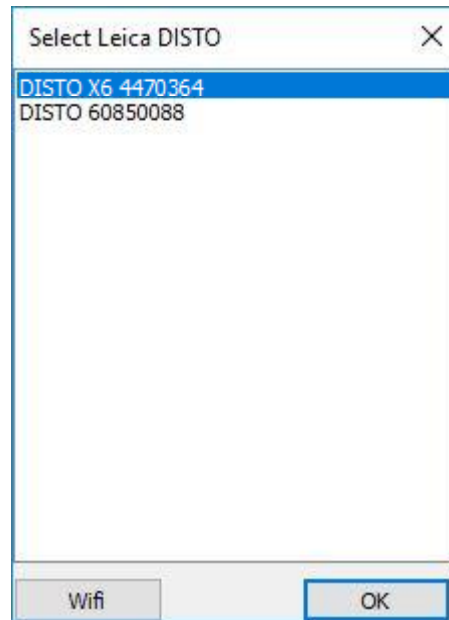 Select Leica DISTO
DISTO X6 4470364
DISTO 60850088
Wifi
OK